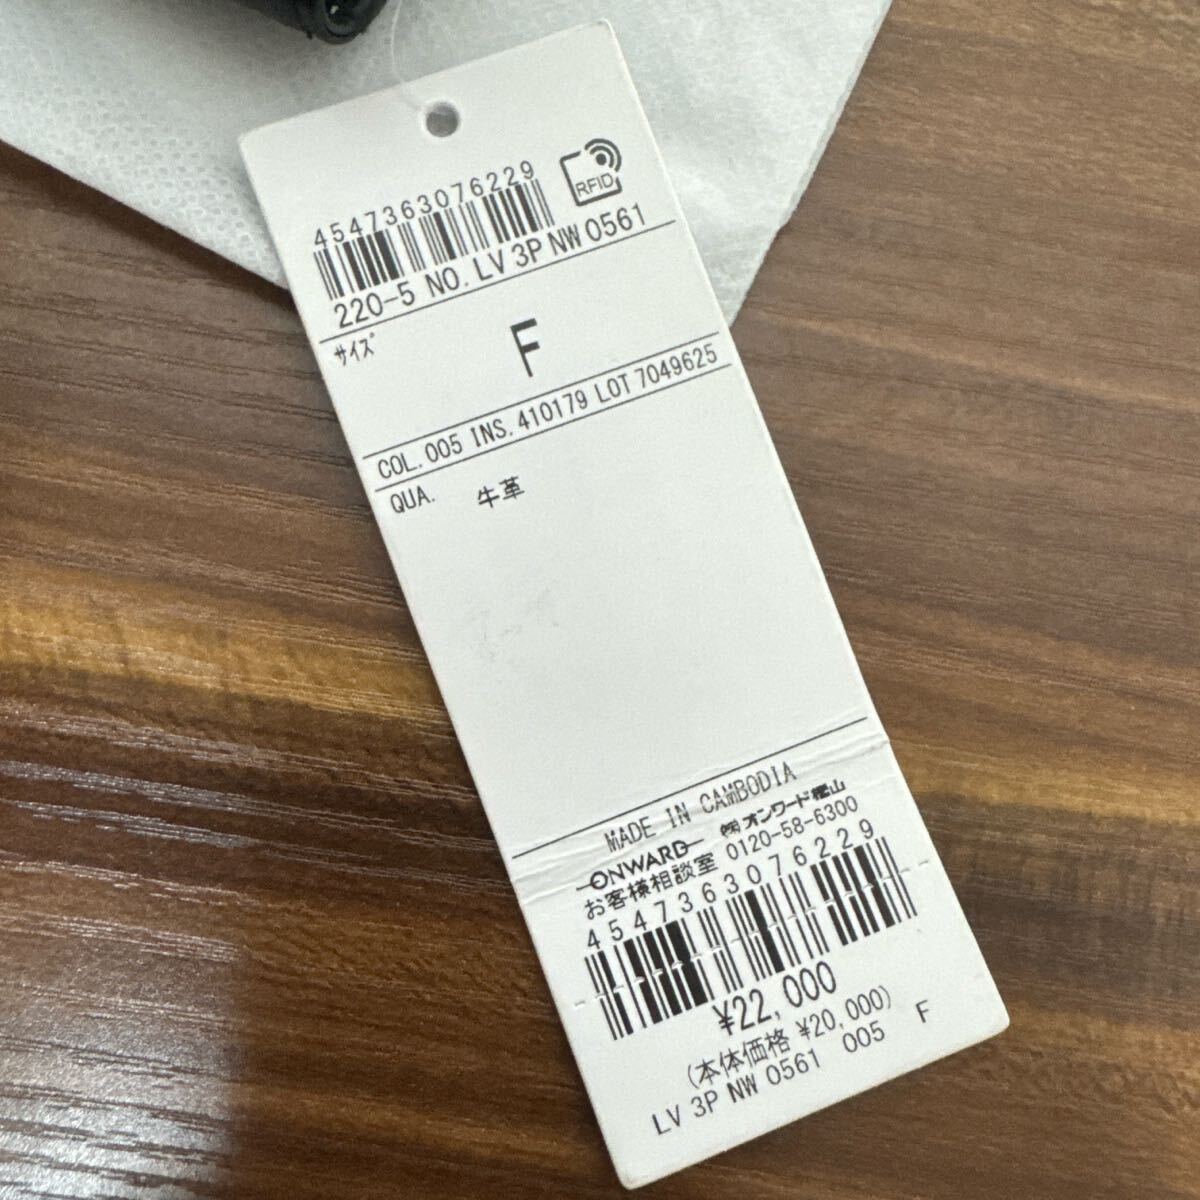 RFID
4547363076229
220-5 NO. LV 3P NW 0561
サイズ
F
COL. 005 INS. 410179 LOT 7049625
QUA. 牛革
MADE IN CAMBODIA
ONWARD ㈱オンワード樫山
お客様相談室 0120-58-6300
4547363076229
¥22,000
(本体価格 ¥20,000)
LV 3P NW 0561 005 F